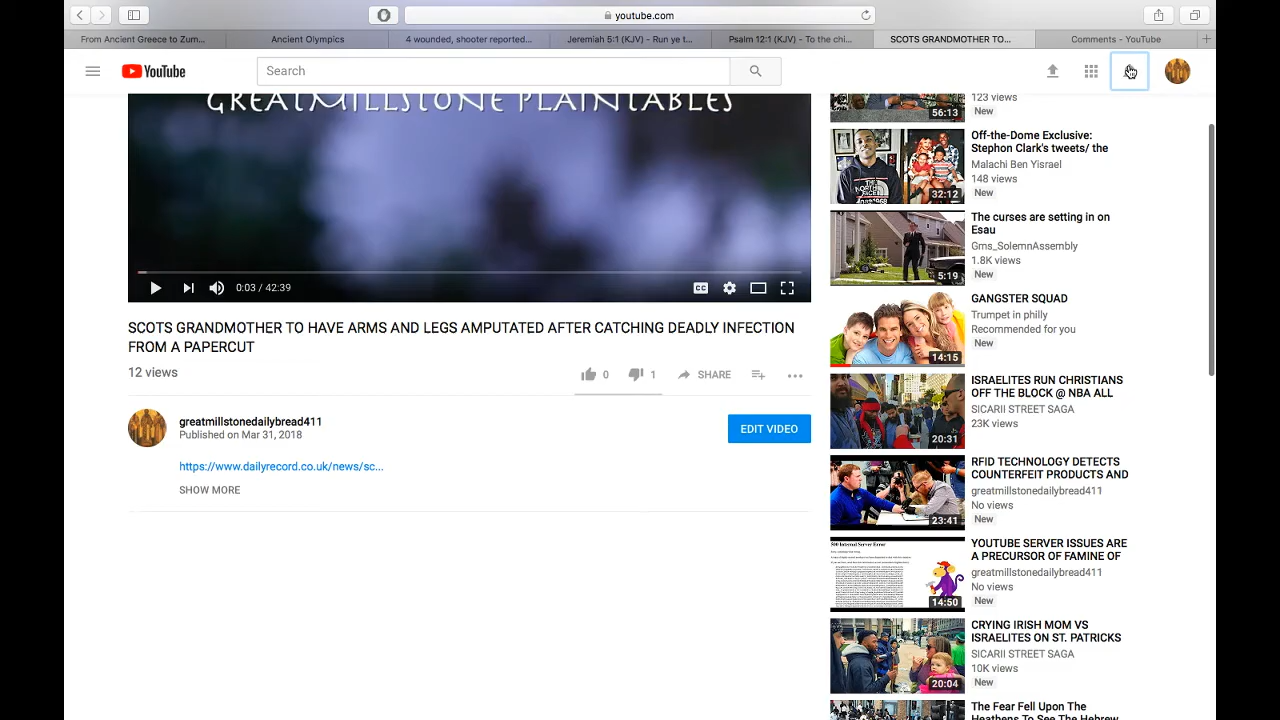 youtube.com
From Ancient Greece to Zum...
Ancient Olympics
4 wounded, shooter reported...
Jeremiah 5:1 (KJV) - Run ye t...
Psalm 12:1 (KJV) - To the chi...
SCOTS GRANDMOTHER TO...
Comments - YouTube
YouTube
Search
GREATMILLSTONE PLAINTABLES
0:03 / 42:39
CC
SCOTS GRANDMOTHER TO HAVE ARMS AND LEGS AMPUTATED AFTER CATCHING DEADLY INFECTION
FROM A PAPERCUT
12 views
0
1
SHARE
greatmillstonedailybread411
Published on Mar 31, 2018
EDIT VIDEO
https://www.dailyrecord.co.uk/news/sc...
SHOW MORE
56:13
123 views
New
32:12
Off-the-Dome Exclusive:
Stephon Clark's tweets/ the
Malachi Ben Yisrael
148 views
New
5:19
The curses are setting in on
Esau
Gms_SolemnAssembly
1.8K views
New
14:15
GANGSTER SQUAD
Trumpet in philly
Recommended for you
New
20:31
ISRAELITES RUN CHRISTIANS
OFF THE BLOCK @ NBA ALL
SICARII STREET SAGA
23K views
23:41
RFID TECHNOLOGY DETECTS
COUNTERFEIT PRODUCTS AND
greatmillstonedailybread411
No views
New
500 Internal Server Error
14:50
YOUTUBE SERVER ISSUES ARE
A PRECURSOR OF FAMINE OF
greatmillstonedailybread411
No views
New
20:04
CRYING IRISH MOM VS
ISRAELITES ON ST. PATRICKS
SICARII STREET SAGA
10K views
New
The Fear Fell Upon The
Heathens To See The Hebrew